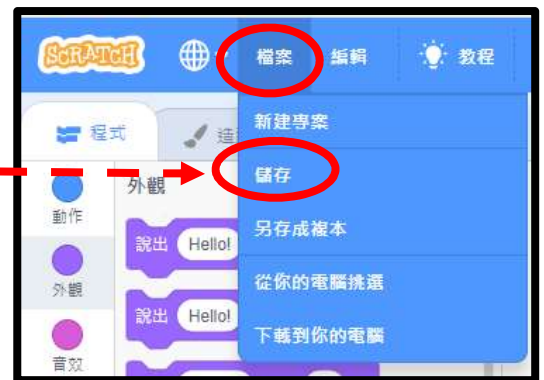 SCRATCH 檔案 編輯 教程
程式 造
新建專案
動作
外觀
儲存
說出 Hello!
另存成複本
外觀
從你的電腦挑選
說出 Hello!
下載到你的電腦
音效